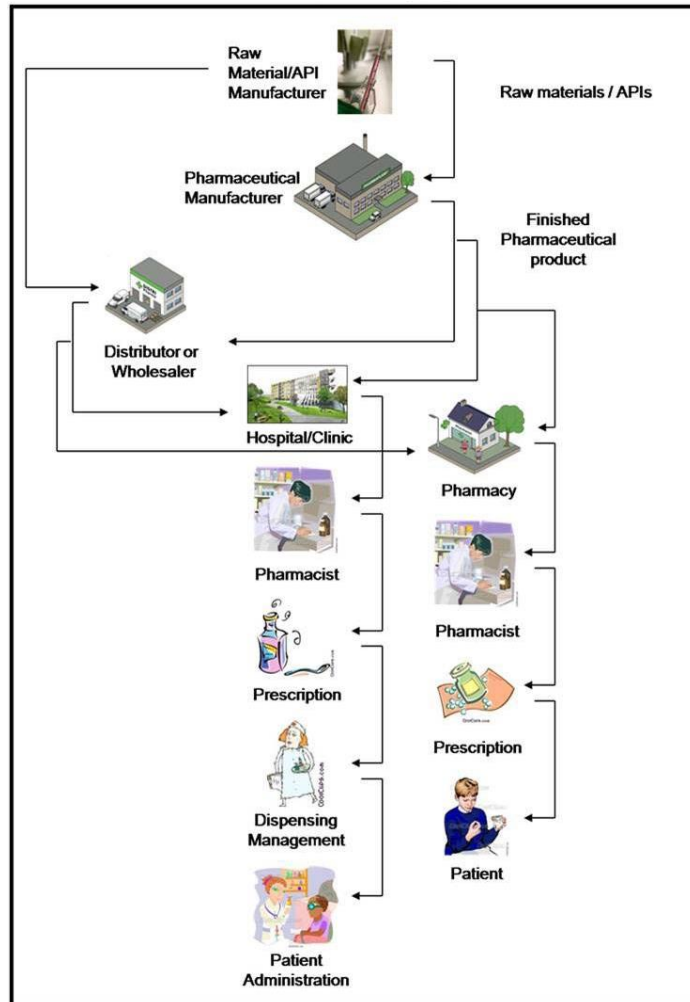 Raw
Material/API
Manufacturer
Raw materials / APIs
Pharmaceutical
Manufacturer
Finished
Pharmaceutical
product
Distributor or
Wholesaler
Hospital/Clinic
Pharmacy
Pharmacist
Pharmacist
Prescription
Prescription
Dispensing
Management
Patient
Patient
Administration